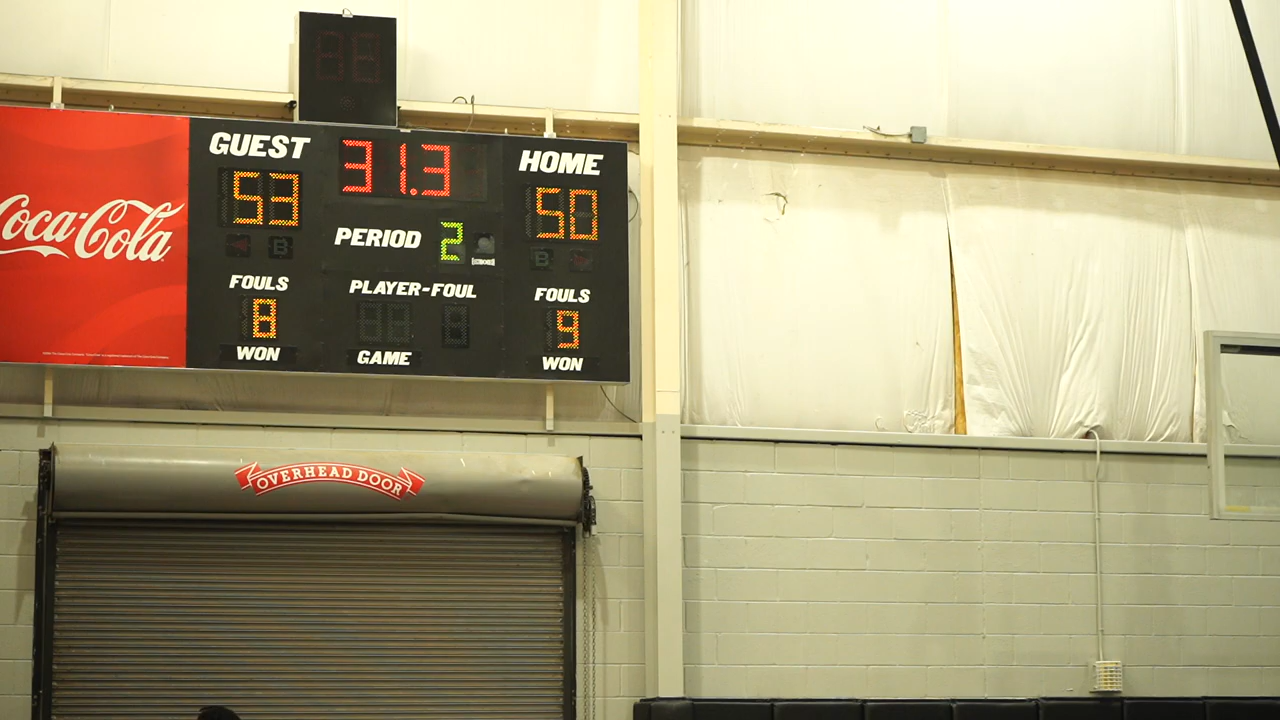 Coca-Cola
GUEST
31.3
HOME
53
50
PERIOD 2
B
B
FOULS
PLAYER-FOUL
FOULS
8
9
WON
GAME
WON
OVERHEAD DOOR